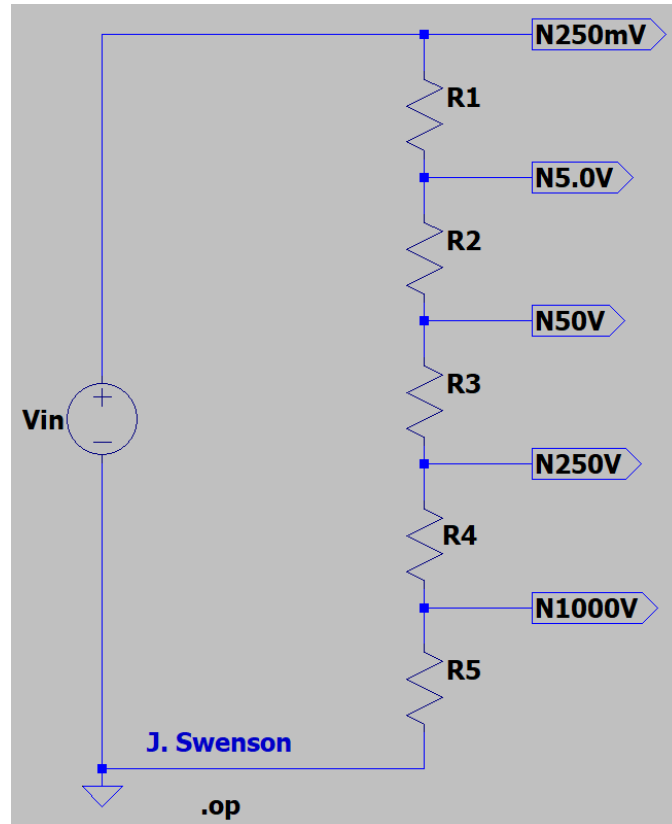 N250mV
R1
N5.0V
R2
N50V
R3
Vin
N250V
R4
N1000V
R5
J. Swenson
.op